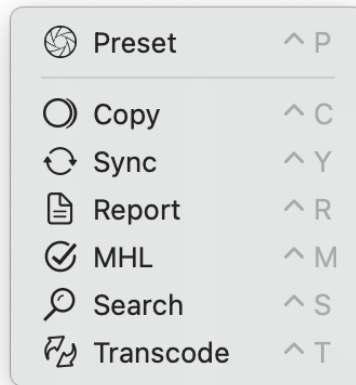 Preset ^ P
Copy ^ C
Sync ^ Y
Report ^ R
MHL ^ M
Search ^ S
Transcode ^ T